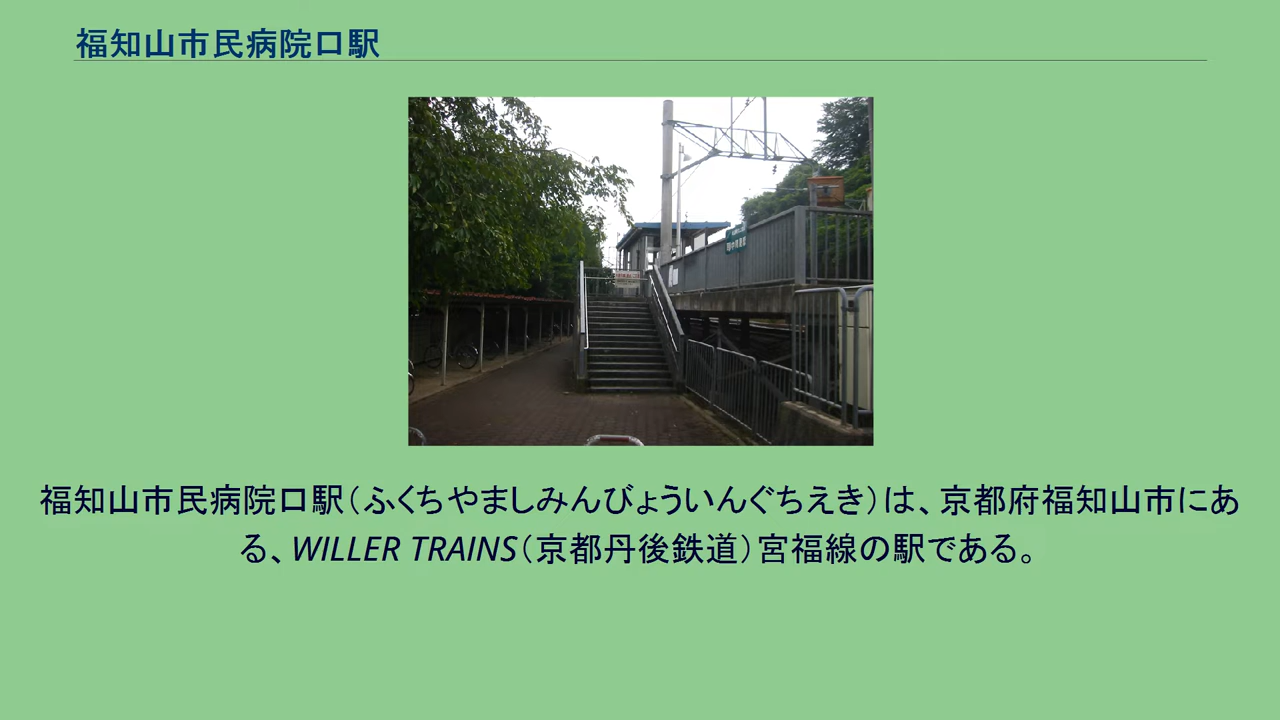 福知山市民病院口駅
福知山市民病院口駅（ふくちやましみんびょういんぐちえき）は、京都府福知山市にあ
る、WILLER TRAINS（京都丹後鉄道）宮福線の駅である。